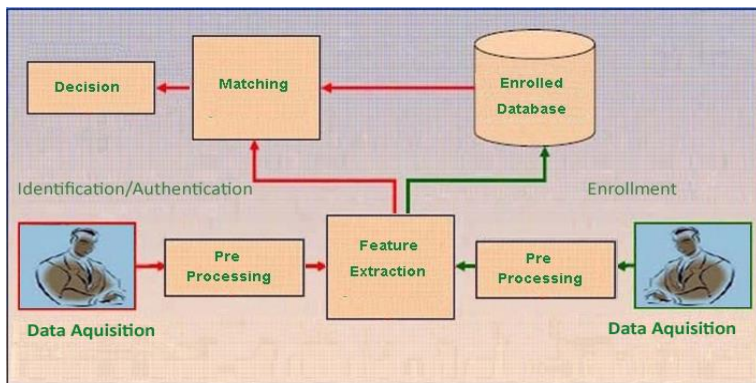 Decision
Matching
Enrolled
Database
Identification/Authentication
Enrollment
Pre
Processing
Feature
Extraction
Pre
Processing
Data Aquisition
Data Aquisition